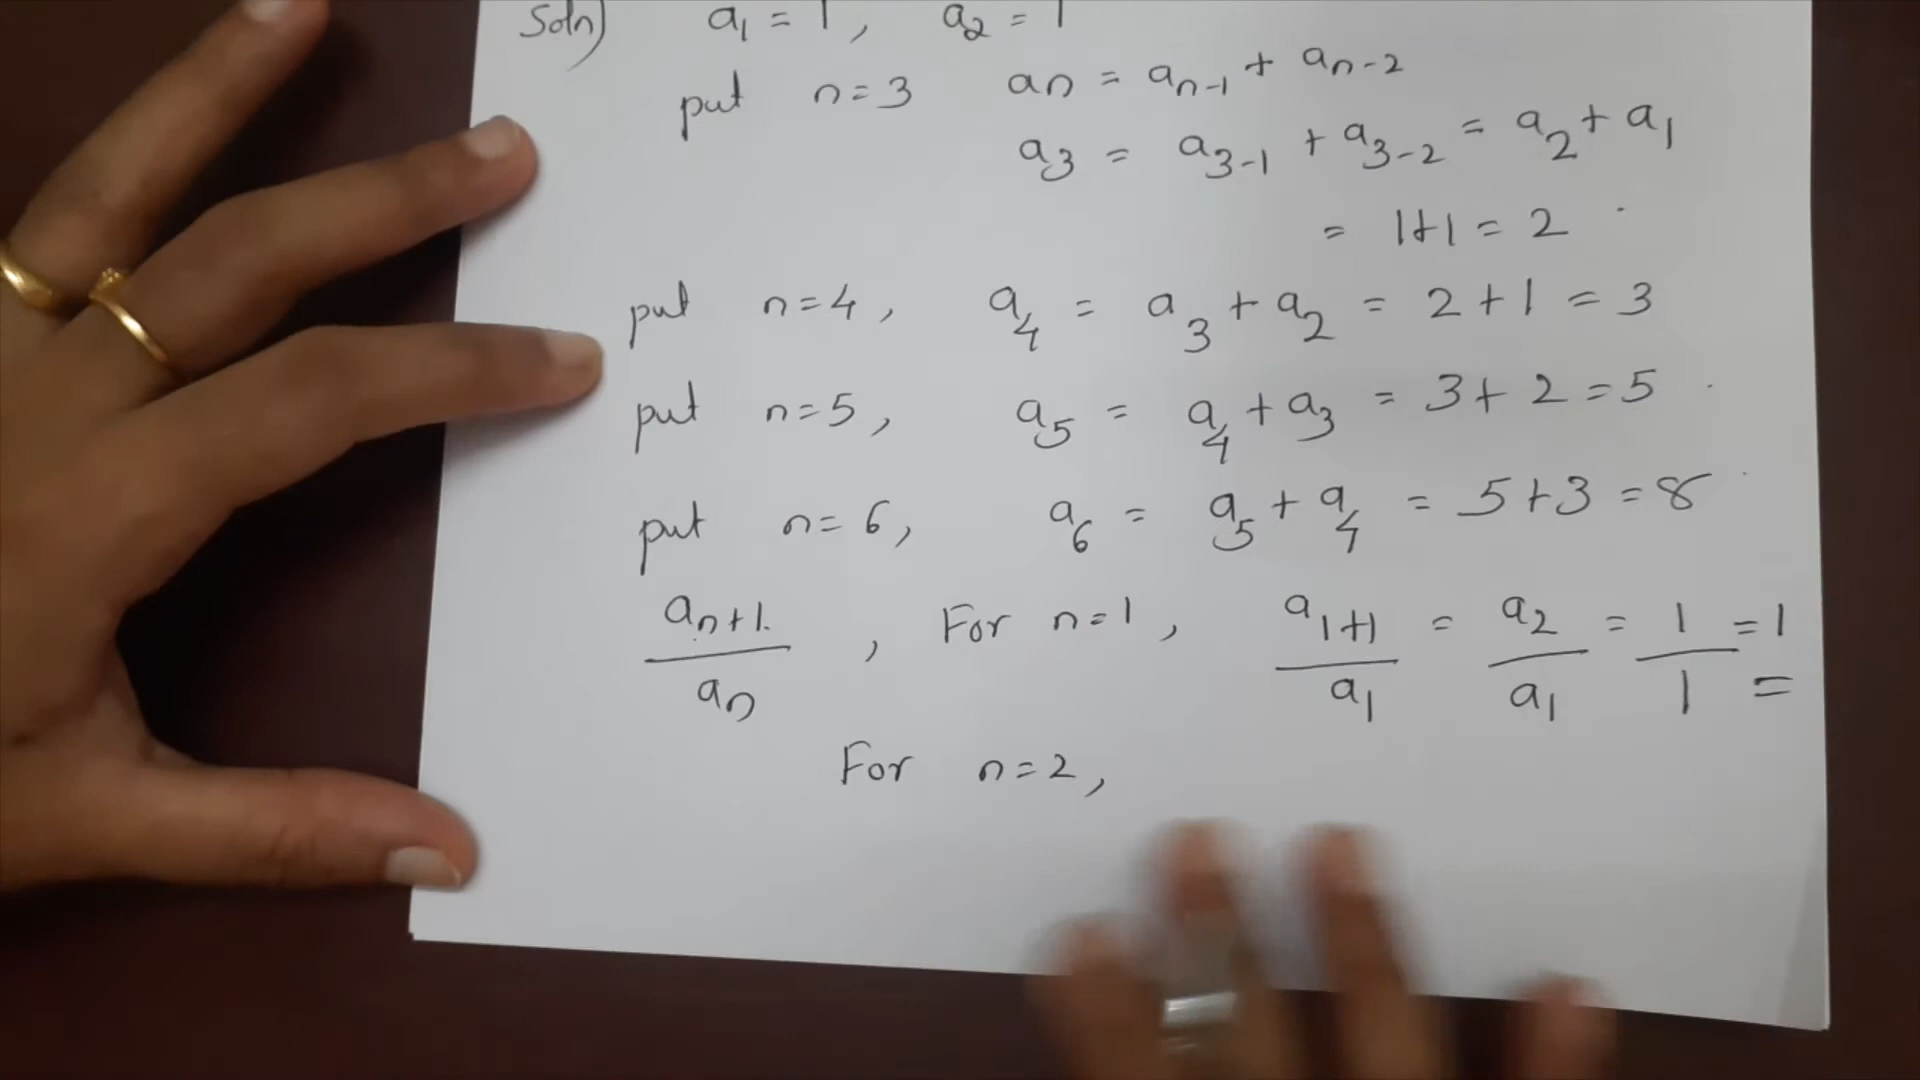 Soln) a1 = 1, a2 = 1
put n=3 an = an-1 + an-2
a3 = a3-1 + a3-2 = a2 + a1
= 1+1 = 2
put n=4, a4 = a3 + a2 = 2+1 = 3
put n=5, a5 = a4 + a3 = 3+2 = 5
put n=6, a6 = a5 + a4 = 5+3 = 8
an+1/an, For n=1, a1+1/a1 = a2/a1 = 1/1 = 1
For n=2,